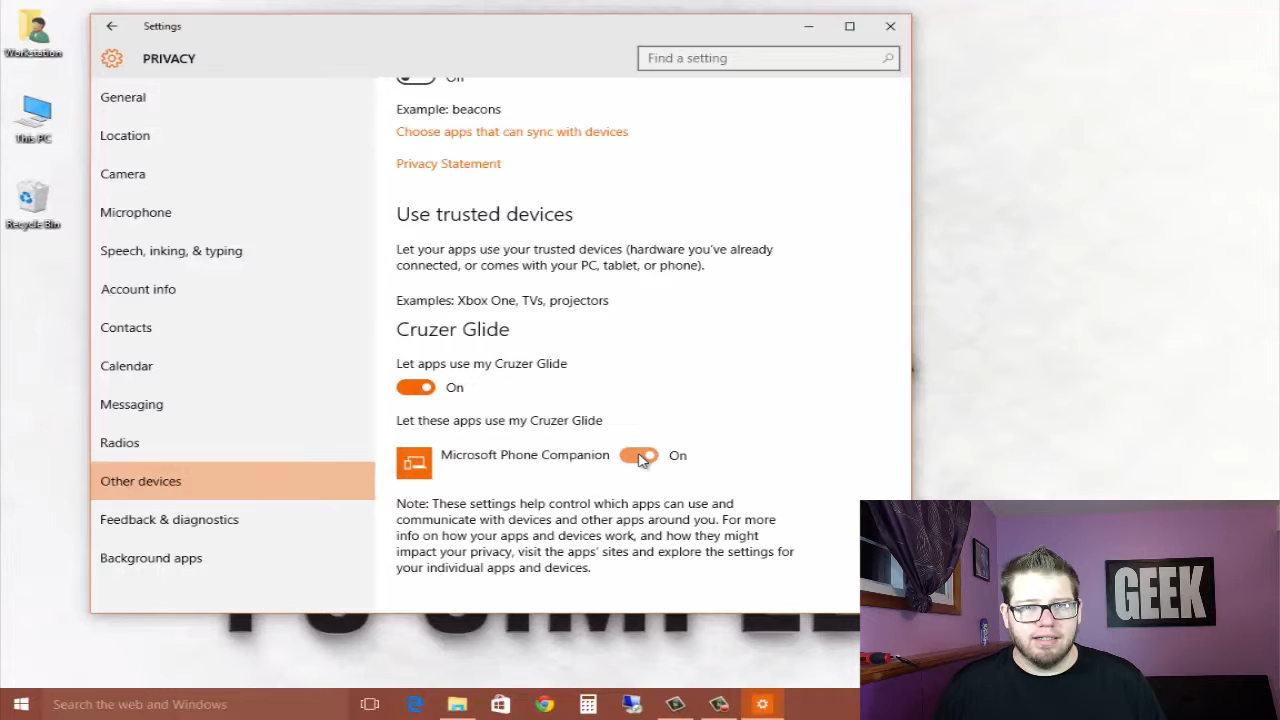 Settings
PRIVACY
Find a setting
Workstation
This PC
Recycle Bin
General
Location
Camera
Microphone
Speech, inking, & typing
Account info
Contacts
Calendar
Messaging
Radios
Other devices
Feedback & diagnostics
Background apps
Off
Example: beacons
Choose apps that can sync with devices
Privacy Statement
Use trusted devices
Let your apps use your trusted devices (hardware you've already
connected, or comes with your PC, tablet, or phone).
Examples: Xbox One, TVs, projectors
Cruzer Glide
Let apps use my Cruzer Glide
On
Let these apps use my Cruzer Glide
Microsoft Phone Companion On
Note: These settings help control which apps can use and
communicate with devices and other apps around you. For more
info on how your apps and devices work, and how they might
impact your privacy, visit the apps' sites and explore the settings for
your individual apps and devices.
GEEK
Search the web and Windows